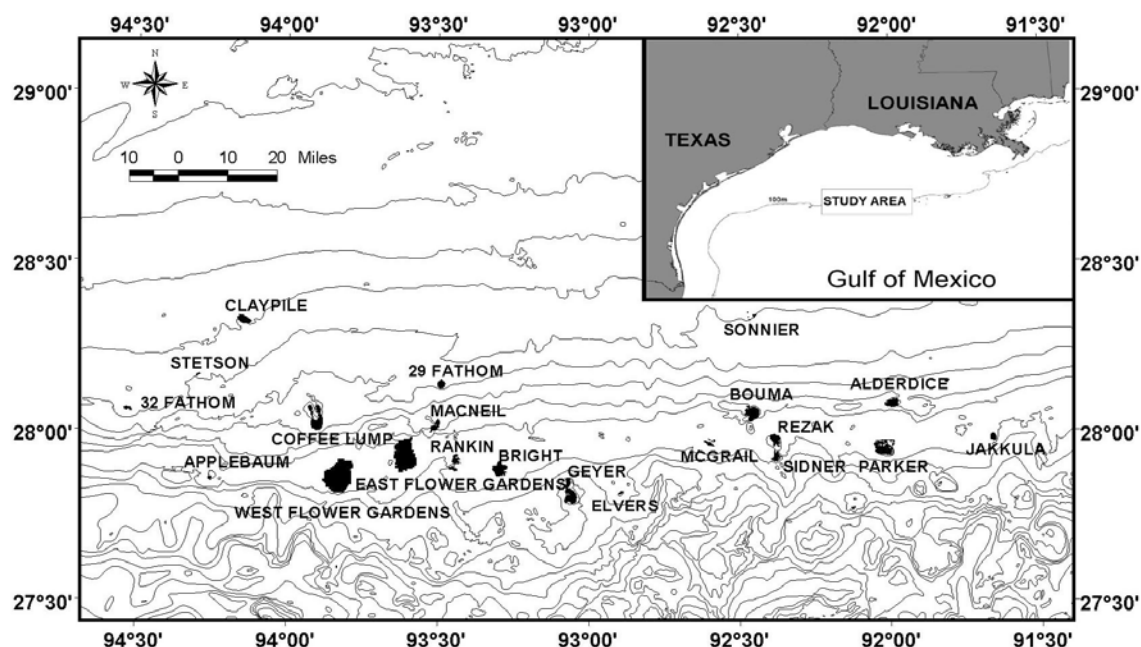 94°30' 94°00' 93°30' 93°00' 92°30' 92°00' 91°30'
29°00'
29°00'
N
W E
S
10 0 10 20 Miles
LOUISIANA
TEXAS
100m
STUDY AREA
Gulf of Mexico
28°30'
28°30'
CLAYPILE
SONNIER
STETSON
29 FATHOM
ALDERDICE
BOUMA
32 FATHOM
MACNEIL
REZAK
28°00'
28°00'
COFFEE LUMP
RANKIN
BRIGHT
MCGRAIL
SIDNER
PARKER
JAKKULA
APPLEBAUM
GEYER
EAST FLOWER GARDENS
ELVERS
WEST FLOWER GARDENS
27°30'
27°30'
94°30' 94°00' 93°30' 93°00' 92°30' 92°00' 91°30'